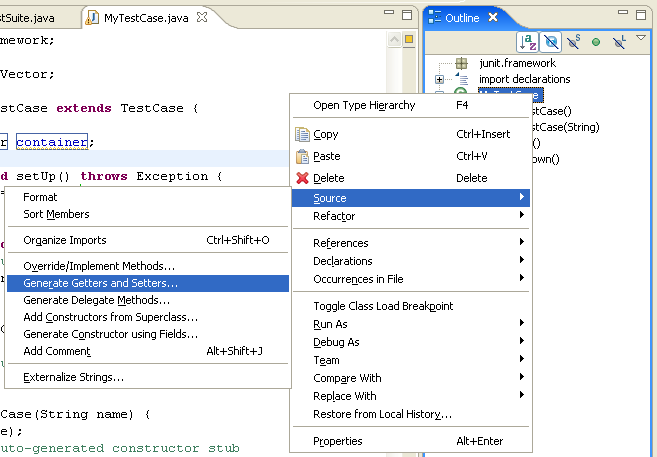 stSuite.java
MyTestCase.java
Outline
mework;
Vector;
stCase extends TestCase {
r container;
d setUp() throws Exception {
junit.framework
import declarations
MyTestCase
stCase()
stCase(String)
()
own()
Open Type Hierarchy F4
Copy Ctrl+Insert
Paste Ctrl+V
Delete Delete
Source
Refactor
References
Declarations
Occurrences in File
Toggle Class Load Breakpoint
Run As
Debug As
Team
Compare With
Replace With
Restore from Local History...
Properties Alt+Enter
Format
Sort Members
Organize Imports Ctrl+Shift+O
Override/Implement Methods...
Generate Getters and Setters...
Generate Delegate Methods...
Add Constructors from Superclass...
Generate Constructor using Fields...
Add Comment Alt+Shift+J
Externalize Strings...
Case(String name) {
e);
uto-generated constructor stub